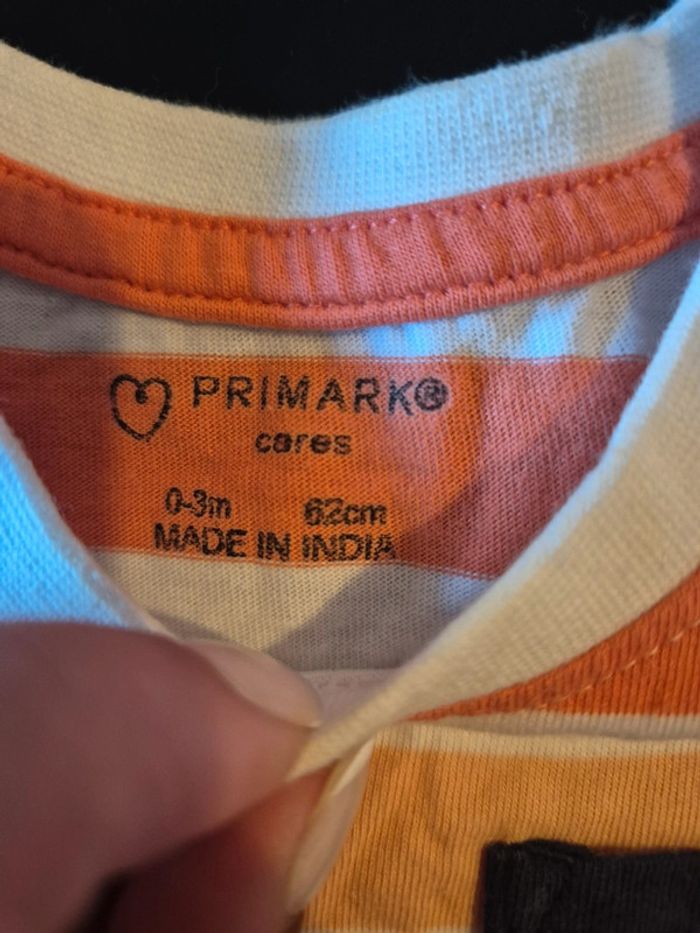 PRIMARK®
cares
0-3m 62cm
MADE IN INDIA